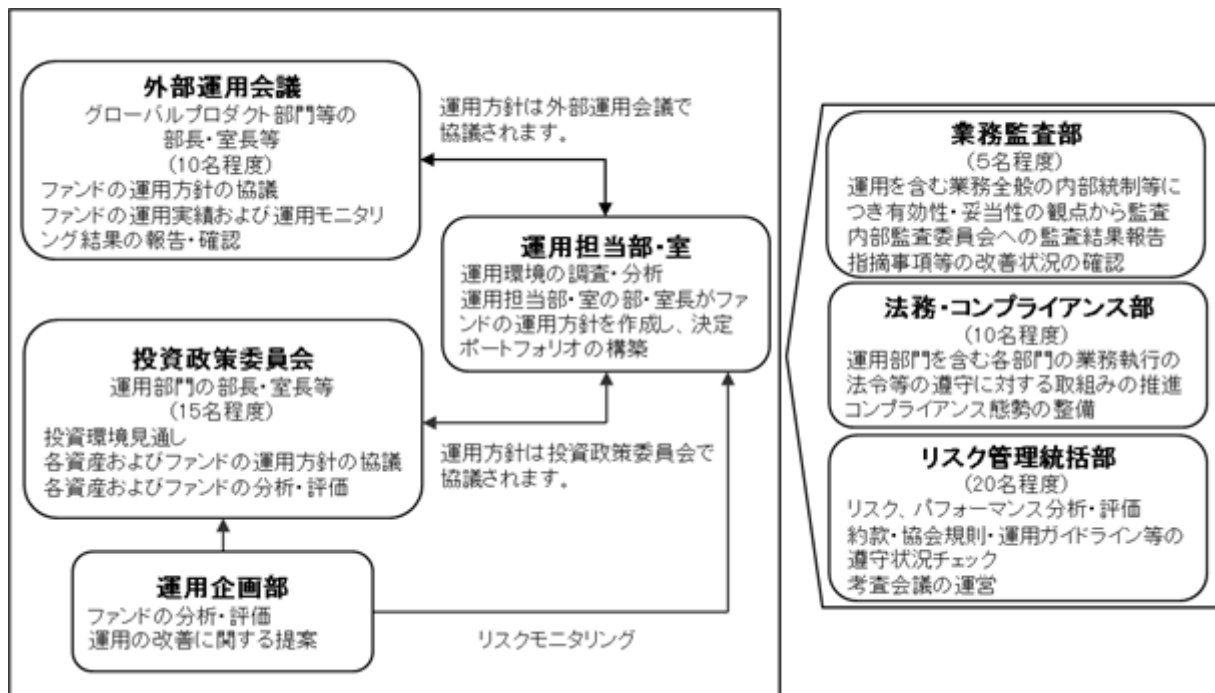 外部運用会議
グローバルプロダクト部門等の
部長・室長等
(10名程度)
ファンドの運用方針の協議
ファンドの運用実績および運用モニタリ
ング結果の報告・確認
運用方針は外部運用会議で
協議されます。
運用担当部・室
運用環境の調査・分析
運用担当部・室の部・室長がファ
ンドの運用方針を作成し、決定
ポートフォリオの構築
投資政策委員会
運用部門の部長・室長等
(15名程度)
投資環境見通し
各資産およびファンドの運用方針の協議
各資産およびファンドの分析・評価
運用方針は投資政策委員会で
協議されます。
運用企画部
ファンドの分析・評価
運用の改善に関する提案
リスクモニタリング
業務監査部
(5名程度)
運用を含む業務全般の内部統制等に
つき有効性・妥当性の観点から監査
内部監査委員会への監査結果報告
指摘事項等の改善状況の確認
法務・コンプライアンス部
(10名程度)
運用部門を含む各部門の業務執行の
法令等の遵守に対する取組みの推進
コンプライアンス態勢の整備
リスク管理統括部
(20名程度)
リスク、パフォーマンス分析・評価
約款・協会規則・運用ガイドライン等の
遵守状況チェック
考査会議の運営